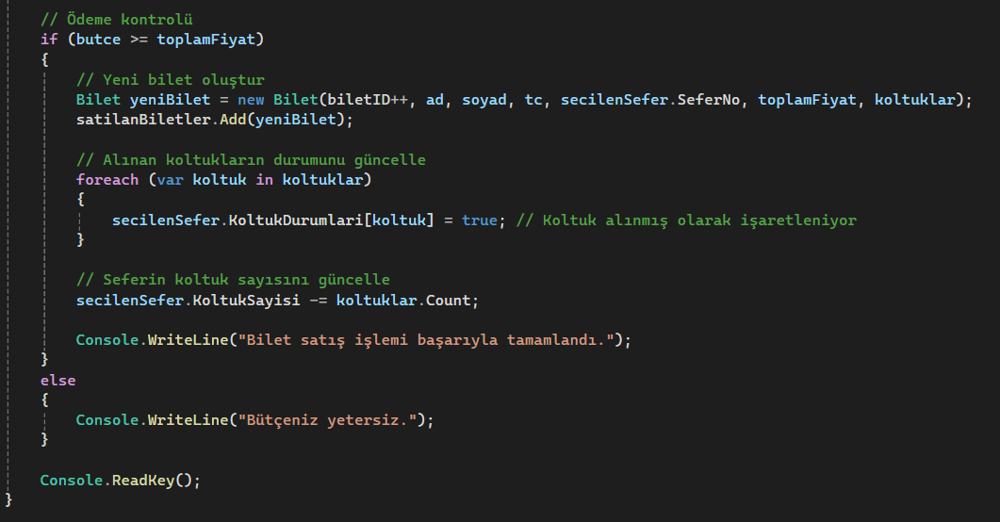 // Ödeme kontrolü
if (butce >= toplamFiyat)
{
// Yeni bilet oluştur
Bilet yeniBilet = new Bilet(biletID++, ad, soyad, tc, secilenSefer.SeferNo, toplamFiyat, koltuklar);
satilanBiletler.Add(yeniBilet);
// Alınan koltukların durumunu güncelle
foreach (var koltuk in koltuklar)
{
secilenSefer.KoltukDurumlari[koltuk] = true; // Koltuk alınmış olarak işaretleniyor
}
// Seferin koltuk sayısını güncelle
secilenSefer.KoltukSayisi -= koltuklar.Count;
Console.WriteLine("Bilet satış işlemi başarıyla tamamlandı.");
}
else
{
Console.WriteLine("Bütçeniz yetersiz.");
}
Console.ReadKey();
}